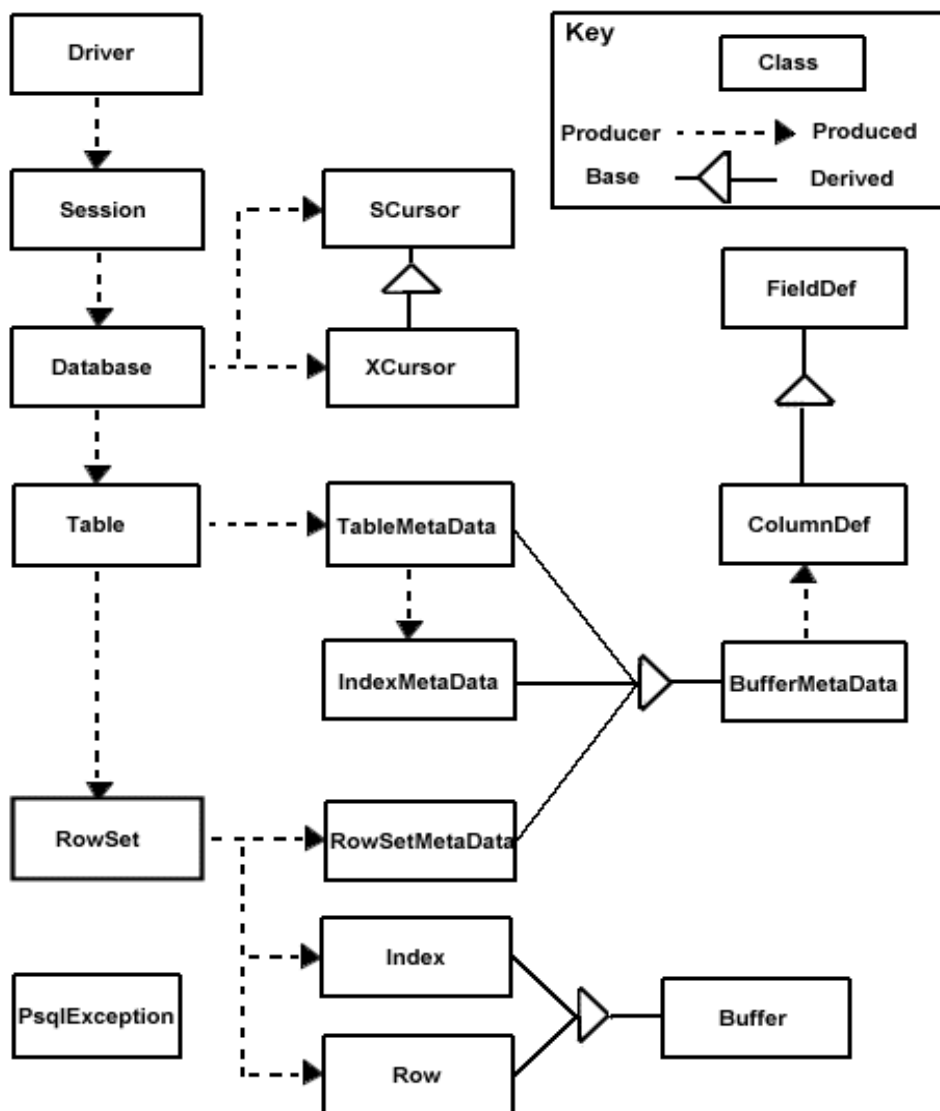 Driver
Key
Class
Producer
Produced
Base
Derived
Session
SCursor
FieldDef
Database
XCursor
Table
TableMetaData
ColumnDef
IndexMetaData
BufferMetaData
RowSet
RowSetMetaData
Index
PsqlException
Buffer
Row